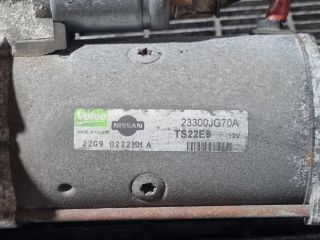 Valeo
MADE IN POLAND
NISSAN
23300JG70A
TS22E9
12V
22G9 0222MM A